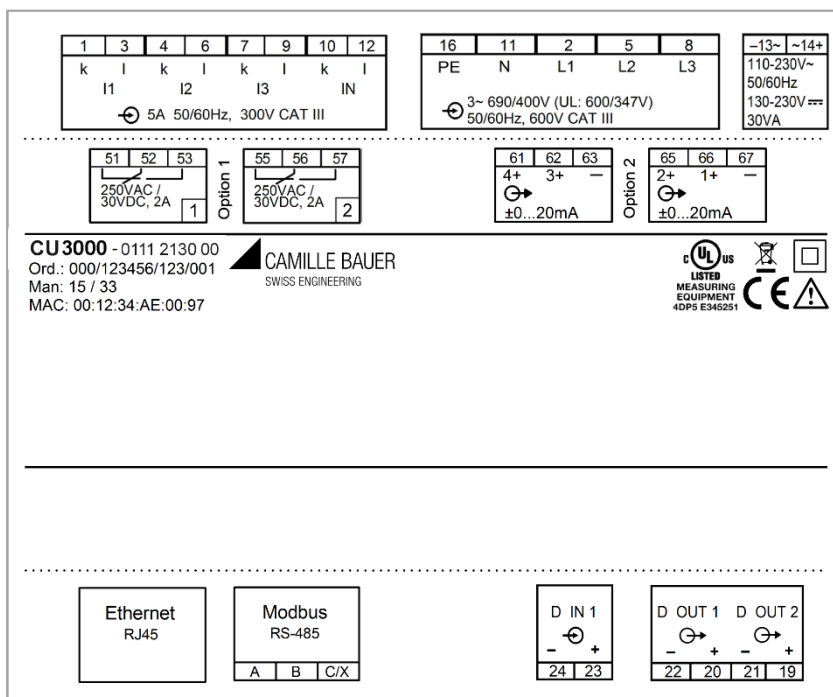 1 3 4 6 7 9 10 12
k l k l k l k l
I1 I2 I3 IN
5A 50/60Hz, 300V CAT III
16 11 2 5 8
PE N L1 L2 L3
3~ 690/400V (UL: 600/347V)
50/60Hz, 600V CAT III
–13~ ~14+
110-230V~
50/60Hz
130-230V⎓
30VA
51 52 53
250VAC /
30VDC, 2A
1
Option 1
55 56 57
250VAC /
30VDC, 2A
2
61 62 63
4+ 3+ –
±0...20mA
Option 2
65 66 67
2+ 1+ –
±0...20mA
CU3000 - 0111 2130 00
Ord.: 000/123456/123/001
Man: 15 / 33
MAC: 00:12:34:AE:00:97
CAMILLE BAUER
SWISS ENGINEERING
c UL us
LISTED
MEASURING
EQUIPMENT
4DP5 E345251
CE
Ethernet
RJ45
Modbus
RS-485
A B C/X
D IN 1
– +
24 23
D OUT 1 D OUT 2
– + – +
22 20 21 19